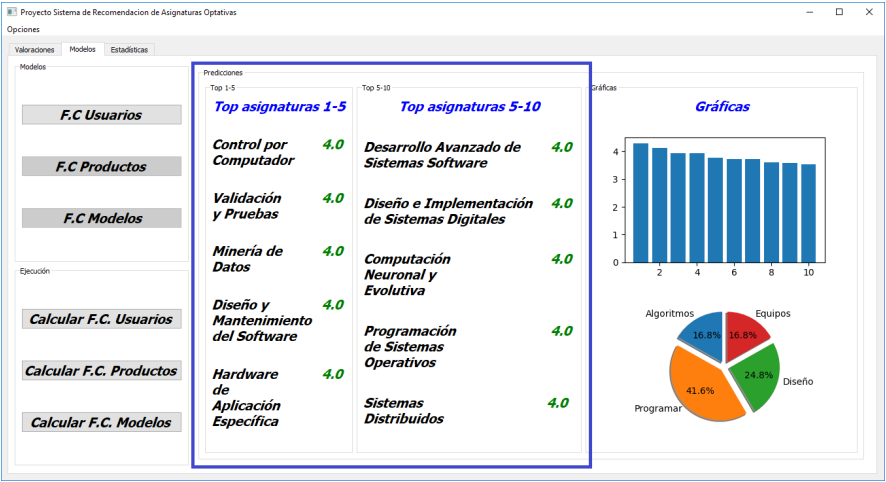 Proyecto Sistema de Recomendacion de Asignaturas Optativas
Opciones
Valoraciones
Modelos
Estadísticas
Modelos
F.C Usuarios
F.C Productos
F.C Modelos
Ejecución
Calcular F.C. Usuarios
Calcular F.C. Productos
Calcular F.C. Modelos
Predicciones
Top 1-5
Top asignaturas 1-5
Control por 4.0
Computador
Validación 4.0
y Pruebas
Minería de 4.0
Datos
Diseño y 4.0
Mantenimiento
del Software
Hardware 4.0
de
Aplicación
Específica
Top 5-10
Top asignaturas 5-10
Desarrollo Avanzado de 4.0
Sistemas Software
Diseño e Implementación 4.0
de Sistemas Digitales
Computación 4.0
Neuronal y
Evolutiva
Programación 4.0
de Sistemas
Operativos
Sistemas 4.0
Distribuidos
Gráficas
Gráficas
4
3
2
1
0
2 4 6 8 10
Algoritmos
Equipos
16.8%
16.8%
24.8%
Diseño
41.6%
Programar